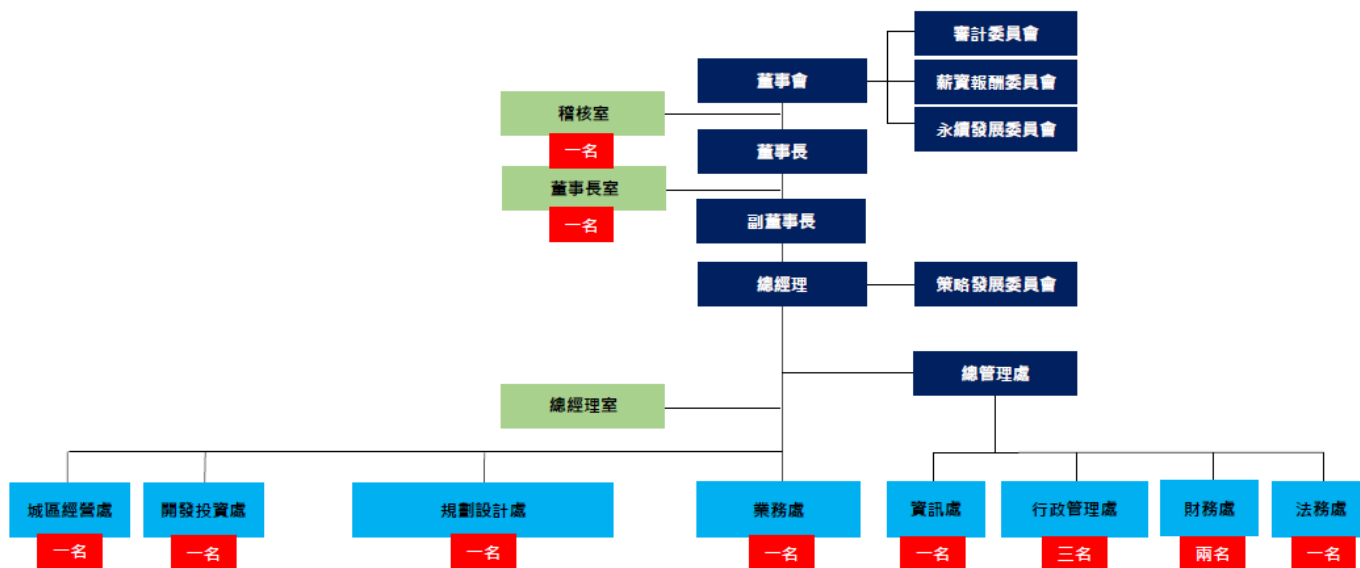 審計委員會
董事會
薪資報酬委員會
稽核室
永續發展委員會
一名
董事長
董事長室
一名
副董事長
總經理
策略發展委員會
總管理處
總經理室
城區經營處
開發投資處
規劃設計處
業務處
資訊處
行政管理處
財務處
法務處
一名
一名
一名
一名
一名
三名
兩名
一名